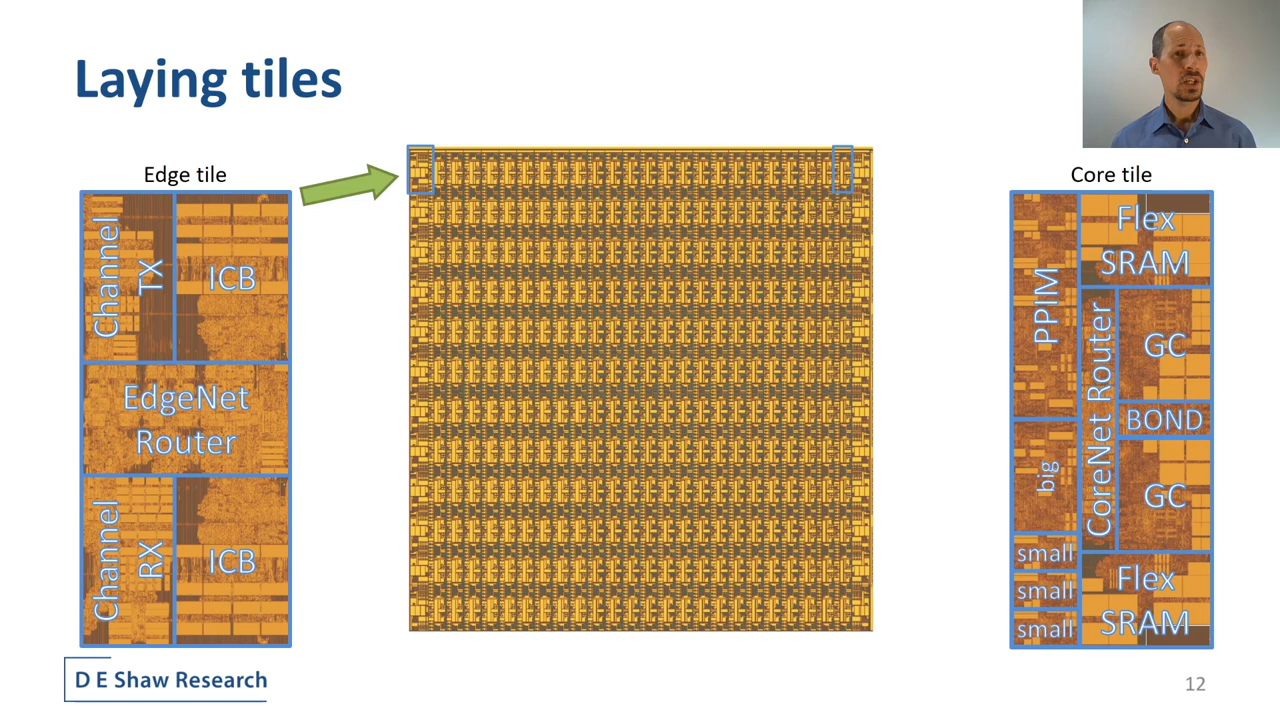 Laying tiles
Edge tile
Channel
TX
ICB
EdgeNet
Router
Channel
RX
ICB
Core tile
PPIM
big
small
small
small
Flex
SRAM
CoreNet Router
GC
BOND
GC
Flex
SRAM
D E Shaw Research
12